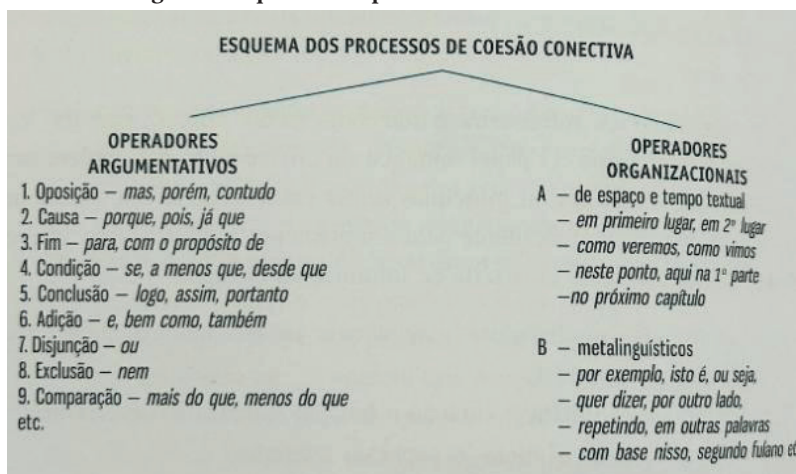 ESQUEMA DOS PROCESSOS DE COESÃO CONECTIVA
OPERADORES
ARGUMENTATIVOS
1. Oposição – mas, porém, contudo
2. Causa – porque, pois, já que
3. Fim – para, com o propósito de
4. Condição – se, a menos que, desde que
5. Conclusão – logo, assim, portanto
6. Adição – e, bem como, também
7. Disjunção – ou
8. Exclusão – nem
9. Comparação – mais do que, menos do que
etc.
OPERADORES
ORGANIZACIONAIS
A – de espaço e tempo textual
– em primeiro lugar, em 2º lugar
– como veremos, como vimos
– neste ponto, aqui na 1ª parte
–no próximo capítulo
B – metalinguísticos
– por exemplo, isto é, ou seja,
– quer dizer, por outro lado,
– repetindo, em outras palavras
– com base nisso, segundo fulano